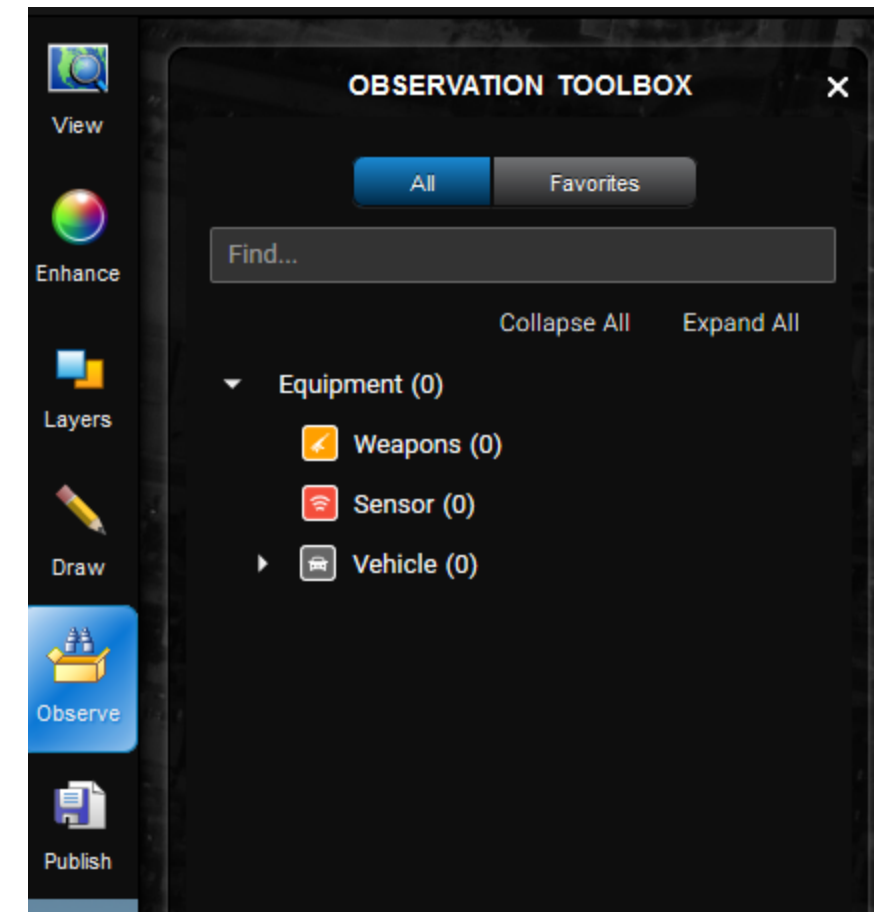 View
Enhance
Layers
Draw
Observe
Publish
OBSERVATION TOOLBOX
All Favorites
Find...
Collapse All Expand All
Equipment (0)
Weapons (0)
Sensor (0)
Vehicle (0)